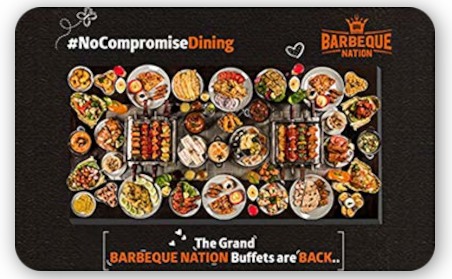 #NoCompromiseDining
BARBEQUE
NATION
The Grand
BARBEQUE NATION Buffets are BACK..